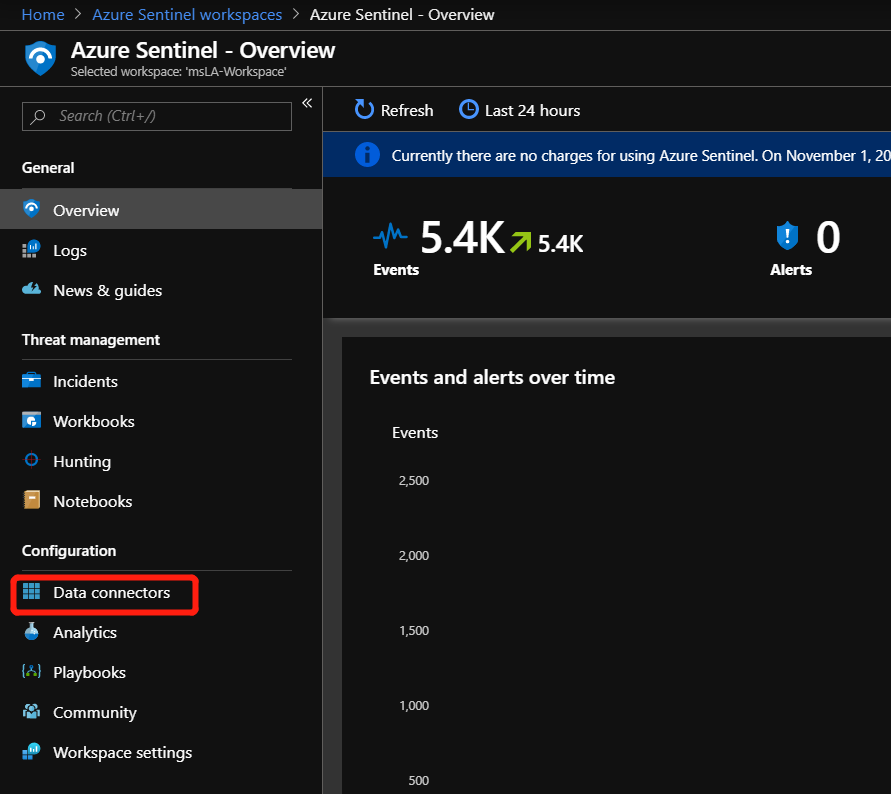 Home > Azure Sentinel workspaces > Azure Sentinel - Overview
Azure Sentinel - Overview
Selected workspace: 'msLA-Workspace'
Search (Ctrl+/)
«
General
Overview
Logs
News & guides
Threat management
Incidents
Workbooks
Hunting
Notebooks
Configuration
Data connectors
Analytics
Playbooks
Community
Workspace settings
Refresh
Last 24 hours
Currently there are no charges for using Azure Sentinel. On November 1, 20
5.4K 5.4K
Events
0
Alerts
Events and alerts over time
Events
2,500
2,000
1,500
1,000
500